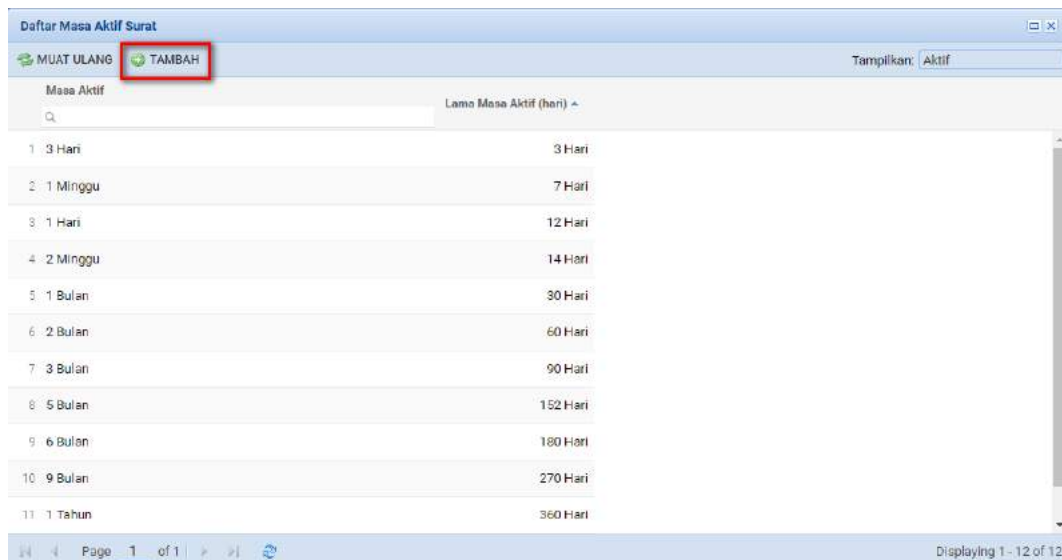 Daftar Masa Aktif Surat
MUAT ULANG TAMBAH Tampilkan: Aktif
Masa Aktif Lama Masa Aktif (hari)
1 3 Hari 3 Hari
2 1 Minggu 7 Hari
3 1 Hari 12 Hari
4 2 Minggu 14 Hari
5 1 Bulan 30 Hari
6 2 Bulan 60 Hari
7 3 Bulan 90 Hari
8 5 Bulan 152 Hari
9 6 Bulan 180 Hari
10 9 Bulan 270 Hari
11 1 Tahun 360 Hari
Page 1 of 1 Displaying 1 - 12 of 12